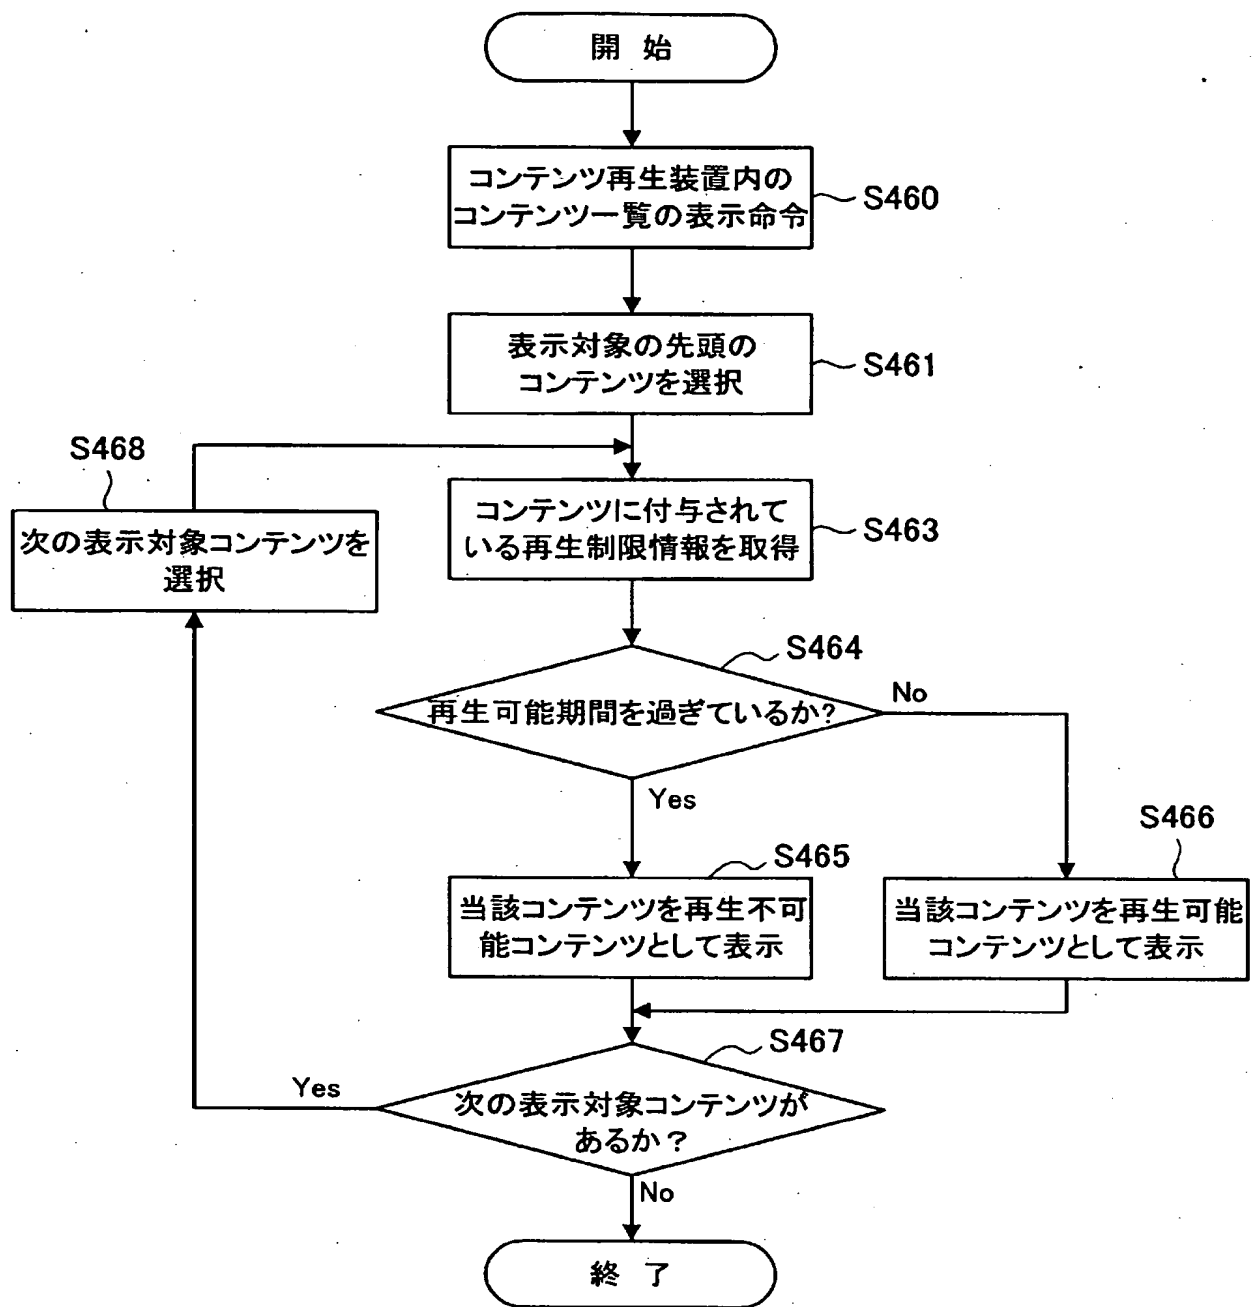 開 始
コンテンツ再生装置内の
コンテンツ一覧の表示命令
S460
表示対象の先頭の
コンテンツを選択
S461
S468
次の表示対象コンテンツを
選択
コンテンツに付与されて
いる再生制限情報を取得
S463
S464
再生可能期間を過ぎているか?
No
Yes
S465
当該コンテンツを再生不可
能コンテンツとして表示
S466
当該コンテンツを再生可能
コンテンツとして表示
S467
Yes
次の表示対象コンテンツが
あるか？
No
終 了